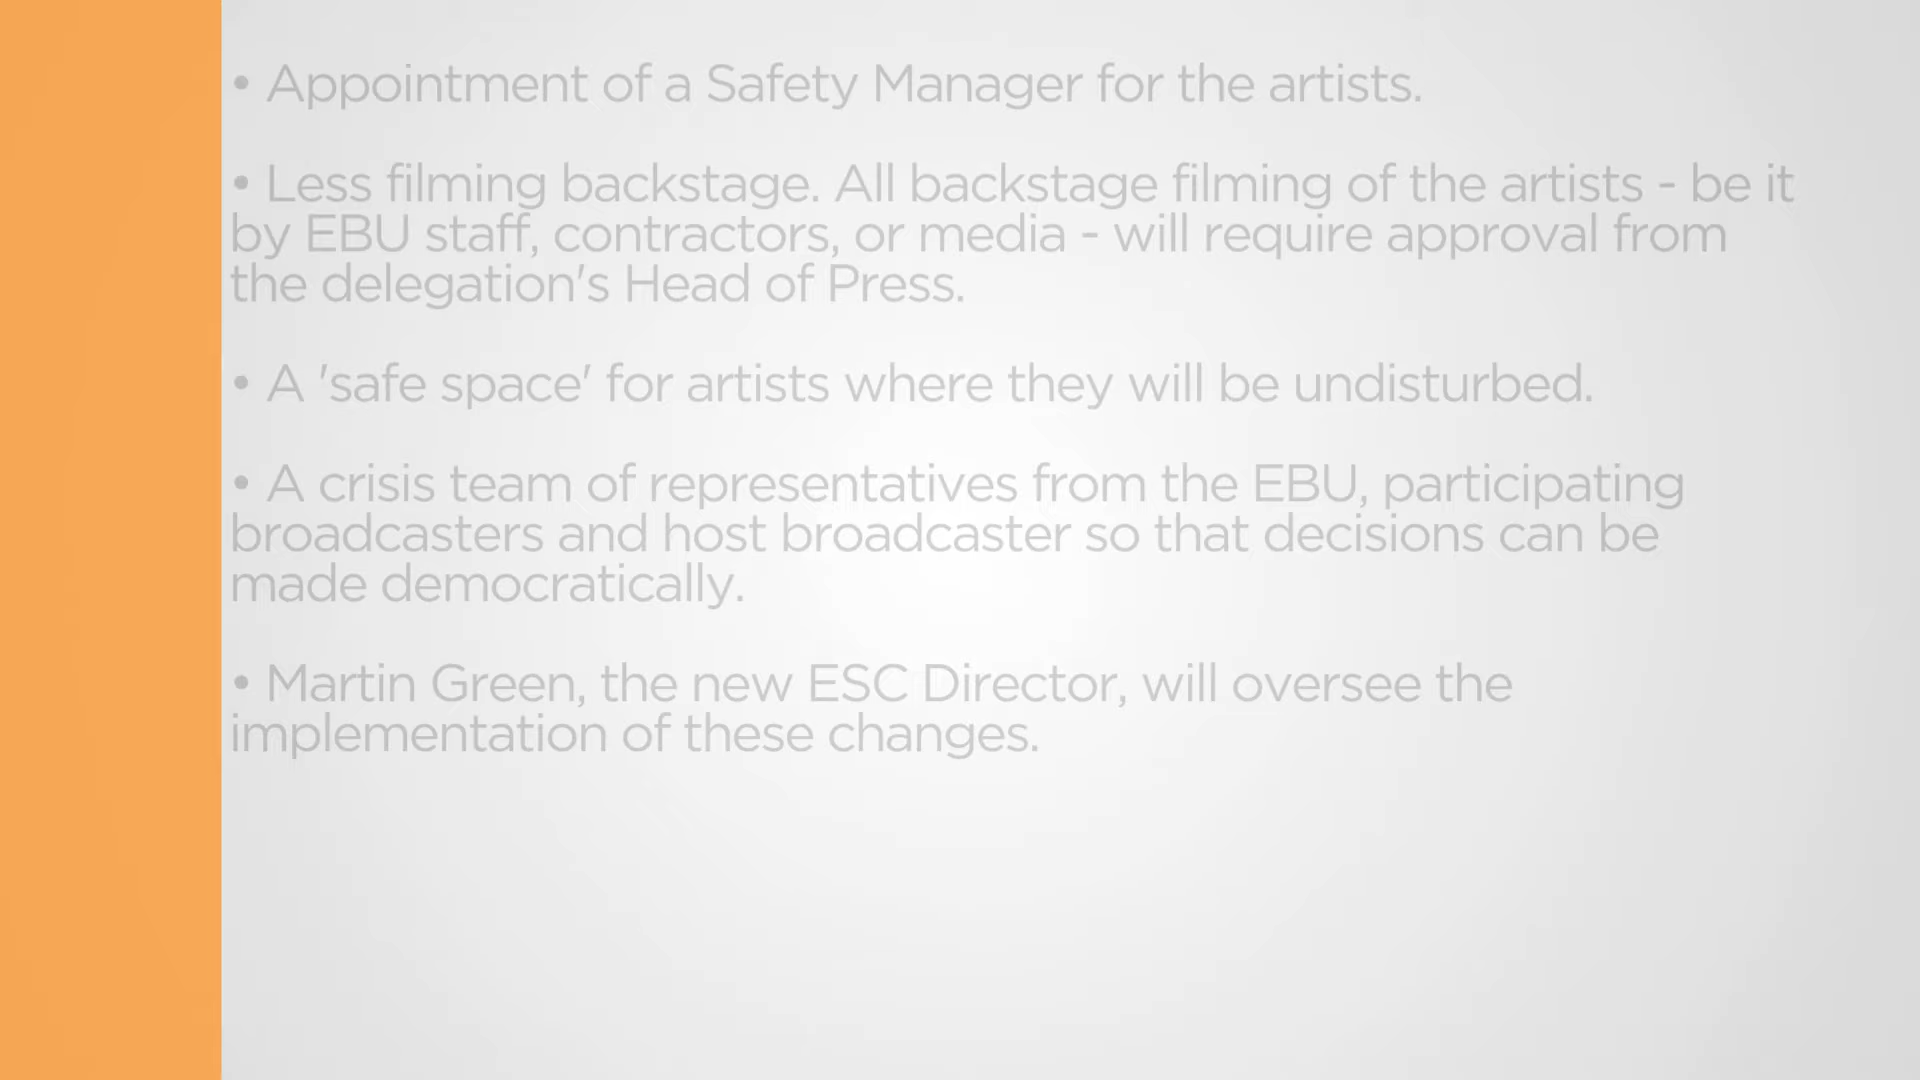 • Appointment of a Safety Manager for the artists.
• Less filming backstage. All backstage filming of the artists - be it
by EBU staff, contractors, or media - will require approval from
the delegation's Head of Press.
• A 'safe space' for artists where they will be undisturbed.
• A crisis team of representatives from the EBU, participating
broadcasters and host broadcaster so that decisions can be
made democratically.
• Martin Green, the new ESC Director, will oversee the
implementation of these changes.